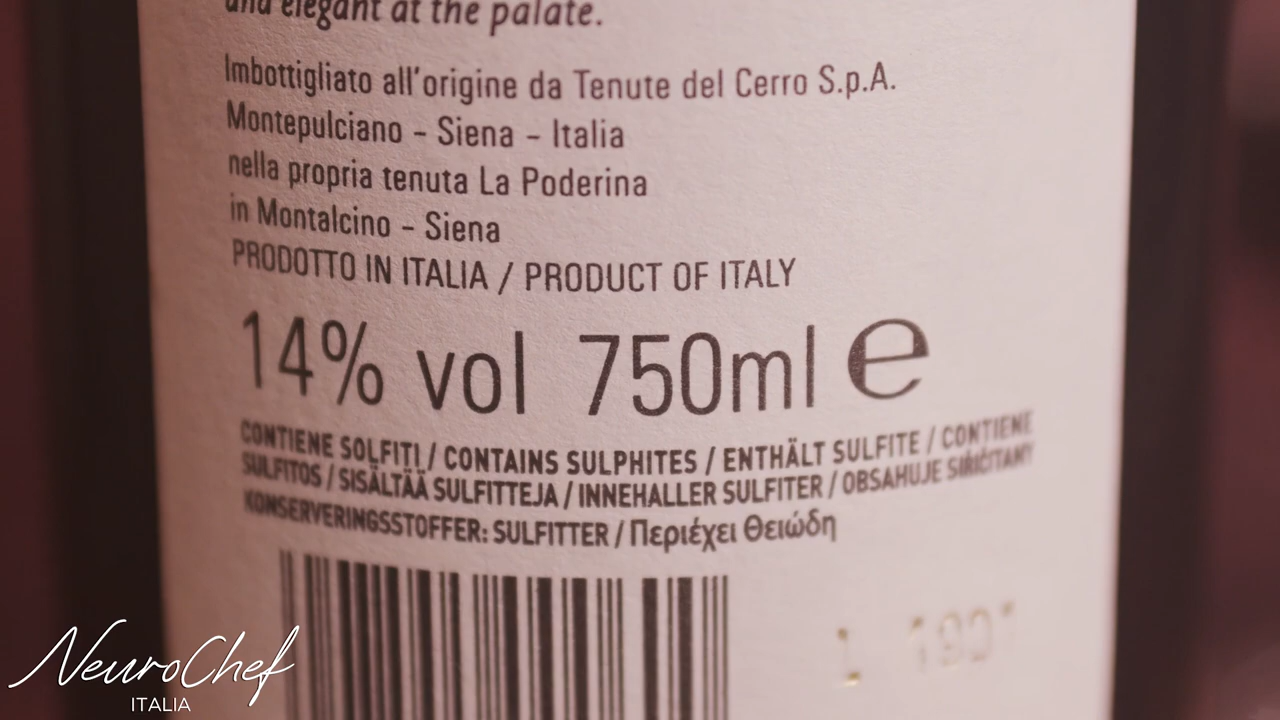 and elegant at the palate.
Imbottigliato all'origine da Tenute del Cerro S.p.A.
Montepulciano - Siena - Italia
nella propria tenuta La Poderina
in Montalcino - Siena
PRODOTTO IN ITALIA / PRODUCT OF ITALY
14% vol 750ml e
CONTIENE SOLFITI / CONTAINS SULPHITES / ENTHÄLT SULFITE / CONTIENE
SULFITOS / SISÄLTÄÄ SULFITTEJA / INNEHALLER SULFITER / OBSAHUJE SIŘIČITANY
KONSERVERINGSSTOFFER: SULFITTER / Περιέχει Θειώδη
L
NeuroChef
ITALIA